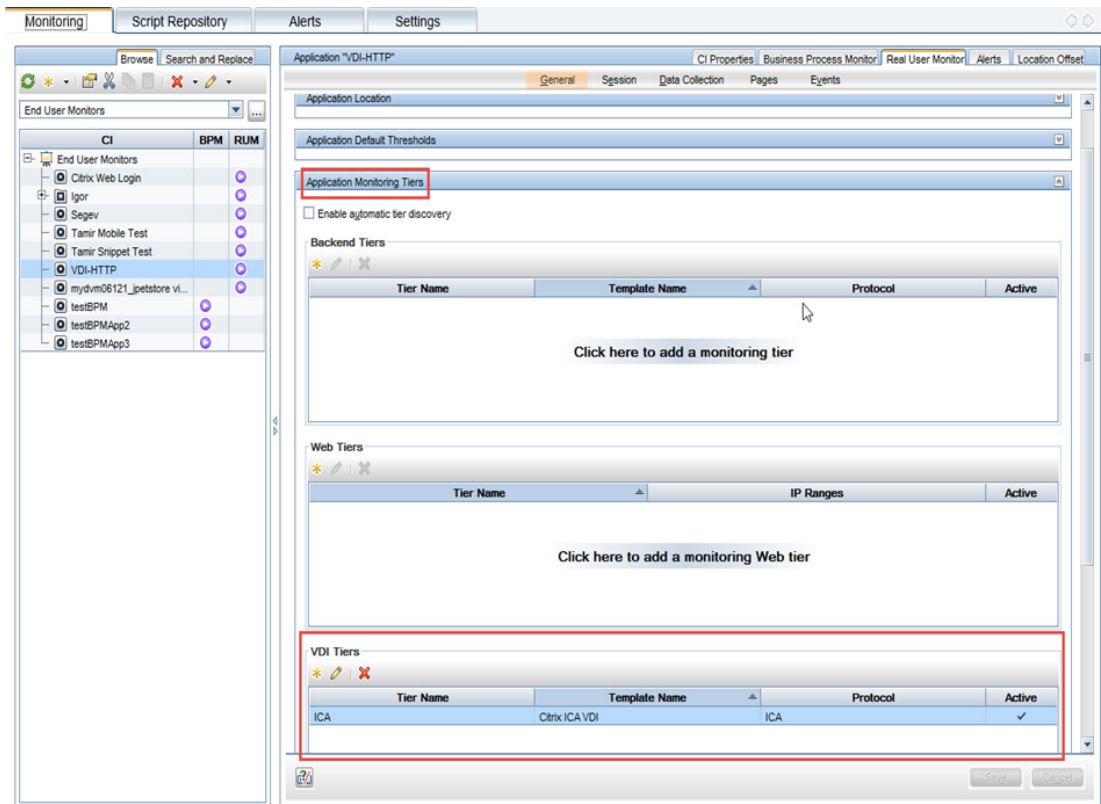 Monitoring Script Repository Alerts Settings
Browse Search and Replace
End User Monitors
...
CI BPM RUM
End User Monitors
Citrix Web Login
Igor
Segev
Tamir Mobile Test
Tamir Snippet Test
VDI-HTTP
mydvm06121_jpetstore vi...
testBPM
testBPMApp2
testBPMApp3
Application "VDI-HTTP"
CI Properties Business Process Monitor Real User Monitor Alerts Location Offset
General Session Data Collection Pages Events
Application Location
Application Default Thresholds
Application Monitoring Tiers
Enable automatic tier discovery
Backend Tiers
Tier Name Template Name Protocol Active
Click here to add a monitoring tier
Web Tiers
Tier Name IP Ranges Active
Click here to add a monitoring Web tier
VDI Tiers
Tier Name Template Name Protocol Active
ICA Citrix ICA VDI ICA
Save Cancel